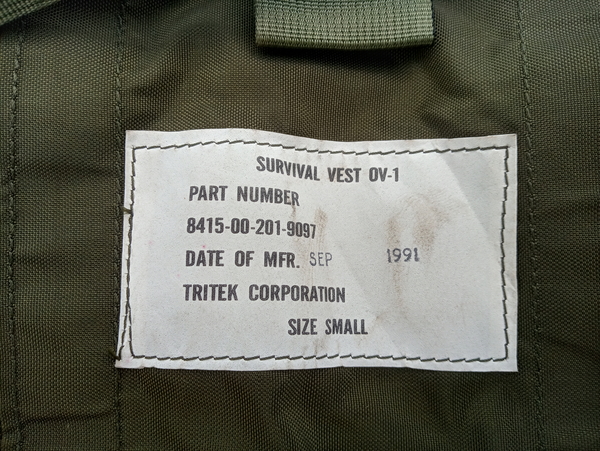 SURVIVAL VEST OV-1
PART NUMBER
8415-00-201-9097
DATE OF MFR. SEP 1991
TRITEK CORPORATION
SIZE SMALL